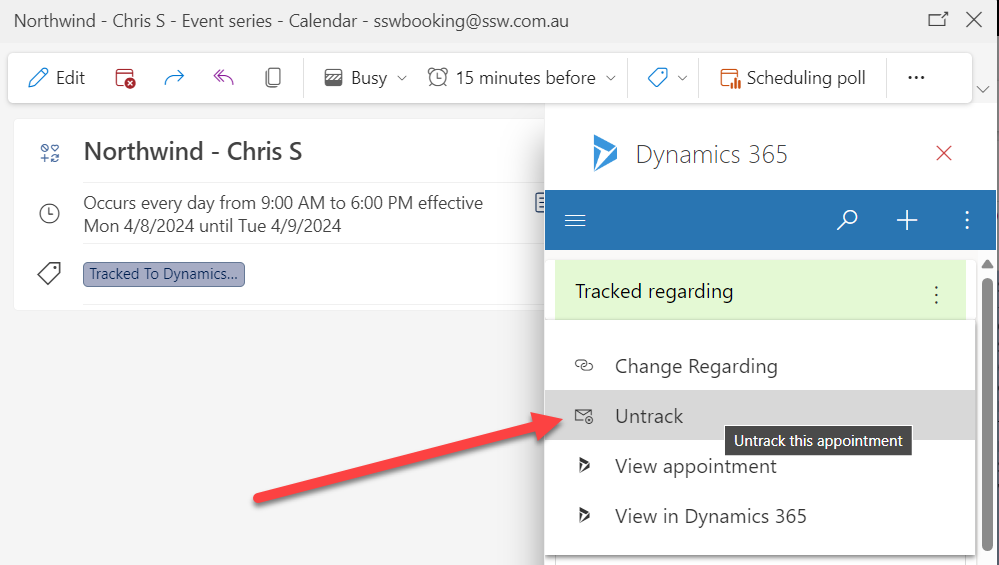 Northwind - Chris S - Event series - Calendar - sswbooking@ssw.com.au
Edit
Busy
15 minutes before
Scheduling poll
Northwind - Chris S
Occurs every day from 9:00 AM to 6:00 PM effective
Mon 4/8/2024 until Tue 4/9/2024
Tracked To Dynamics...
Dynamics 365
Tracked regarding
Change Regarding
Untrack
Untrack this appointment
View appointment
View in Dynamics 365